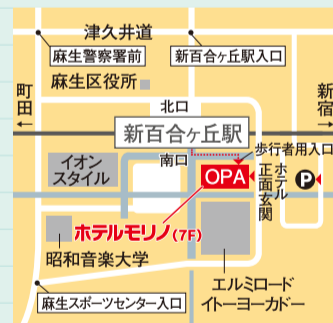 津久井道
麻生警察署前
新百合ヶ丘駅入口
麻生区役所
町田
新宿
北口
新百合ヶ丘駅
南口
歩行者用入口
イオン
スタイル
OPA
ホテル
正面玄関
P
ホテルモリノ(7F)
昭和音楽大学
エルミロード
イトーヨーカドー
麻生スポーツセンター入口